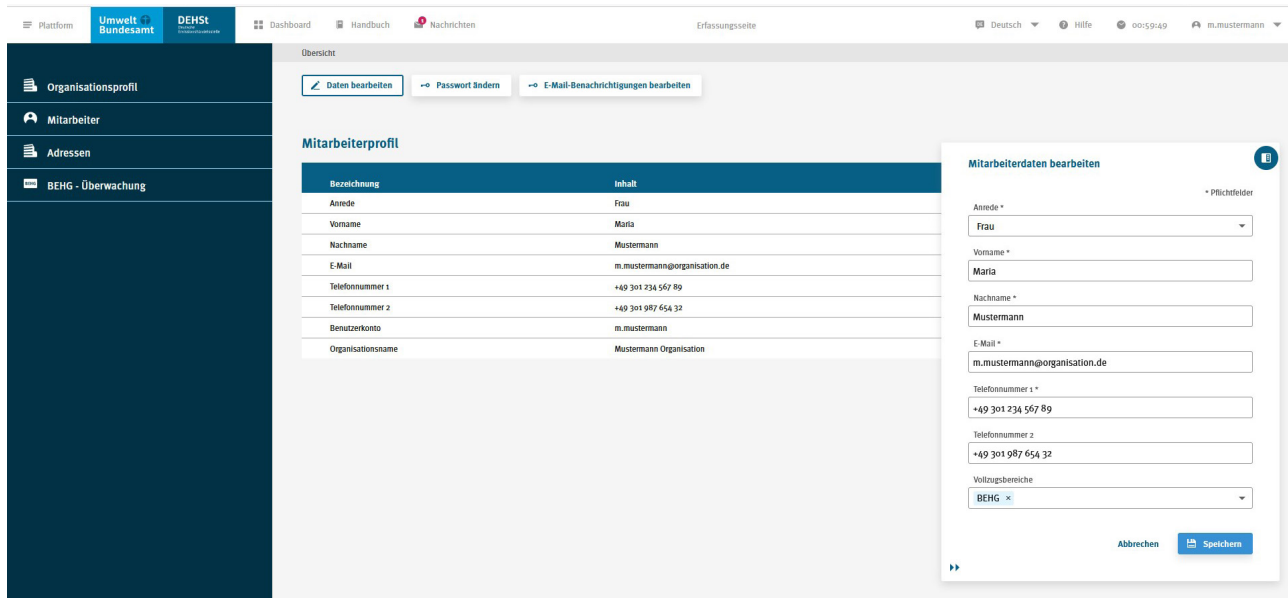 Plattform
Umwelt
Bundesamt
DEHSt
Deutsche
Emissionshandelsstelle
Dashboard
Handbuch
Nachrichten
Erfassungsseite
Deutsch
Hilfe
00:59:49
m.mustermann
Übersicht
Organisationsprofil
Mitarbeiter
Adressen
BEHG BEHG - Überwachung
Daten bearbeiten
Passwort ändern
E-Mail-Benachrichtigungen bearbeiten
Mitarbeiterprofil
Bezeichnung Inhalt
Anrede Frau
Vorname Maria
Nachname Mustermann
E-Mail m.mustermann@organisation.de
Telefonnummer 1 +49 301 234 567 89
Telefonnummer 2 +49 301 987 654 32
Benutzerkonto m.mustermann
Organisationsname Mustermann Organisation
Mitarbeiterdaten bearbeiten
* Pflichtfelder
Anrede *
Frau
Vorname *
Maria
Nachname *
Mustermann
E-Mail *
m.mustermann@organisation.de
Telefonnummer 1 *
+49 301 234 567 89
Telefonnummer 2
+49 301 987 654 32
Vollzugsbereiche
BEHG ×
Abbrechen
Speichern